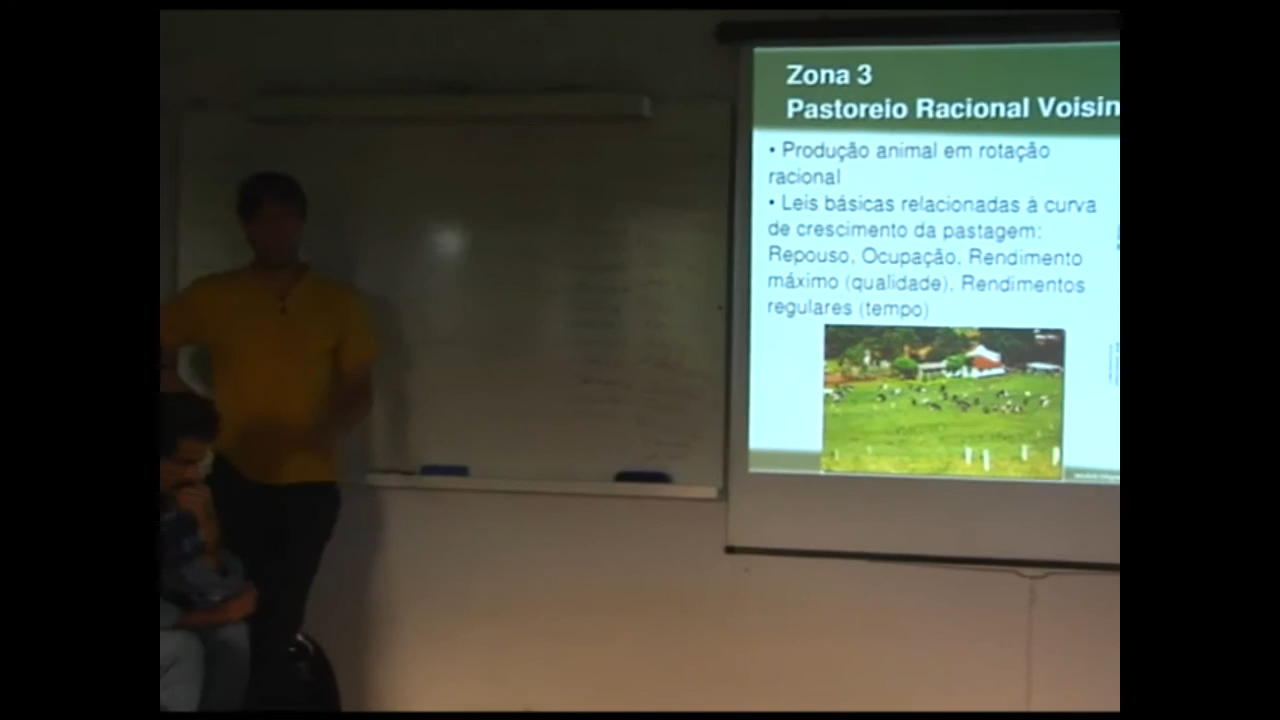 Zona 3
Pastoreio Racional Voisin
• Produção animal em rotação
racional
• Leis básicas relacionadas à curva
de crescimento da pastagem:
Repouso, Ocupação, Rendimento
máximo (qualidade), Rendimentos
regulares (tempo)